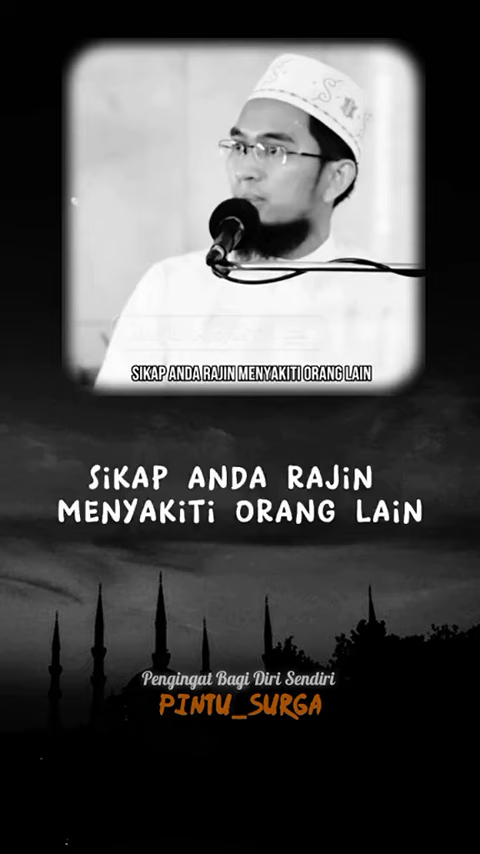 SIKAP ANDA RAJIN MENYAKITI ORANG LAIN
SiKAP ANDA RAJiN
MENYAKiTi ORANG LAiN
Pengingat Bagi Diri Sendiri
PINTU_SURGA